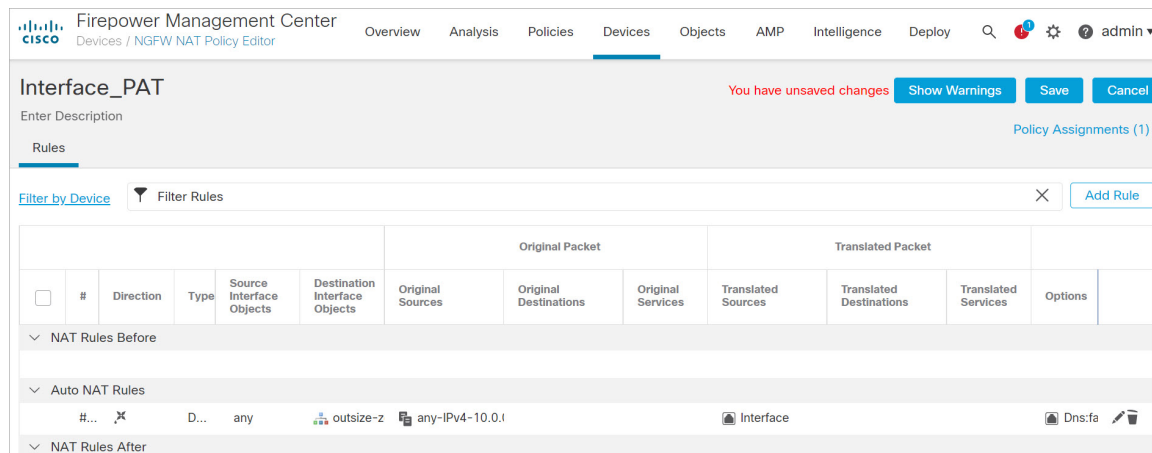 Firepower Management Center
CISCO
Devices / NGFW NAT Policy Editor
Overview Analysis Policies Devices Objects AMP Intelligence Deploy 1 admin
Interface_PAT
You have unsaved changes Show Warnings Save Cancel
Enter Description
Policy Assignments (1)
Rules
Filter by Device Filter Rules Add Rule
Original Packet Translated Packet
# Direction Type Source Interface Objects Destination Interface Objects Original Sources Original Destinations Original Services Translated Sources Translated Destinations Translated Services Options
NAT Rules Before
Auto NAT Rules
#... D... any outsize-z any-IPv4-10.0.( Interface Dns:fa
NAT Rules After